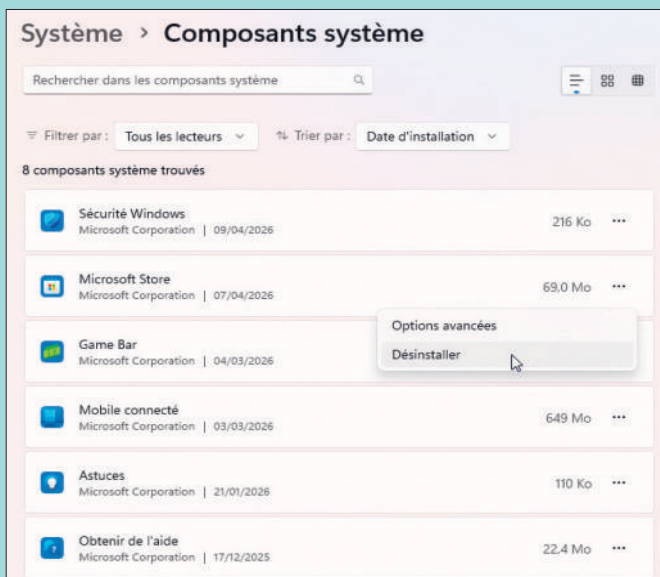 Système > Composants système
Rechercher dans les composants système
Filtrer par : Tous les lecteurs Trier par : Date d'installation
8 composants système trouvés
Sécurité Windows
Microsoft Corporation | 09/04/2026
216 Ko
Microsoft Store
Microsoft Corporation | 07/04/2026
69,0 Mo
Options avancées
Désinstaller
Game Bar
Microsoft Corporation | 04/03/2026
Mobile connecté
Microsoft Corporation | 03/03/2026
649 Mo
Astuces
Microsoft Corporation | 21/01/2026
110 Ko
Obtenir de l'aide
Microsoft Corporation | 17/12/2025
22,4 Mo